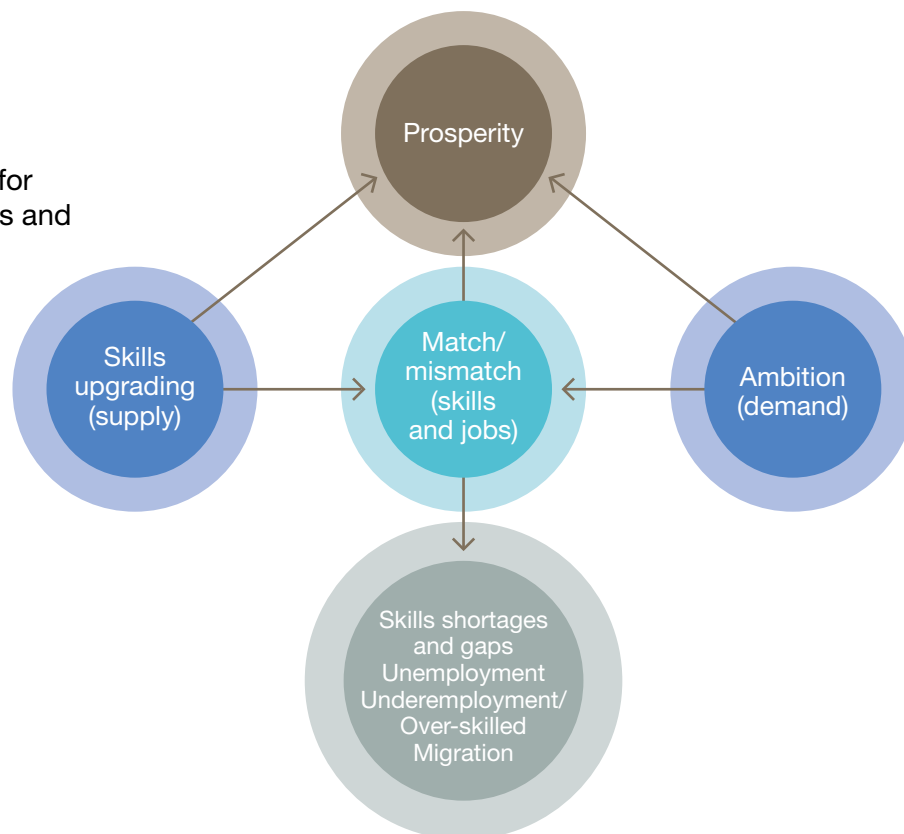 Prosperity
for
s and
Skills
upgrading
(supply)
Match/
mismatch
(skills
and jobs)
Ambition
(demand)
Skills shortages
and gaps
Unemployment
Underemployment/
Over-skilled
Migration